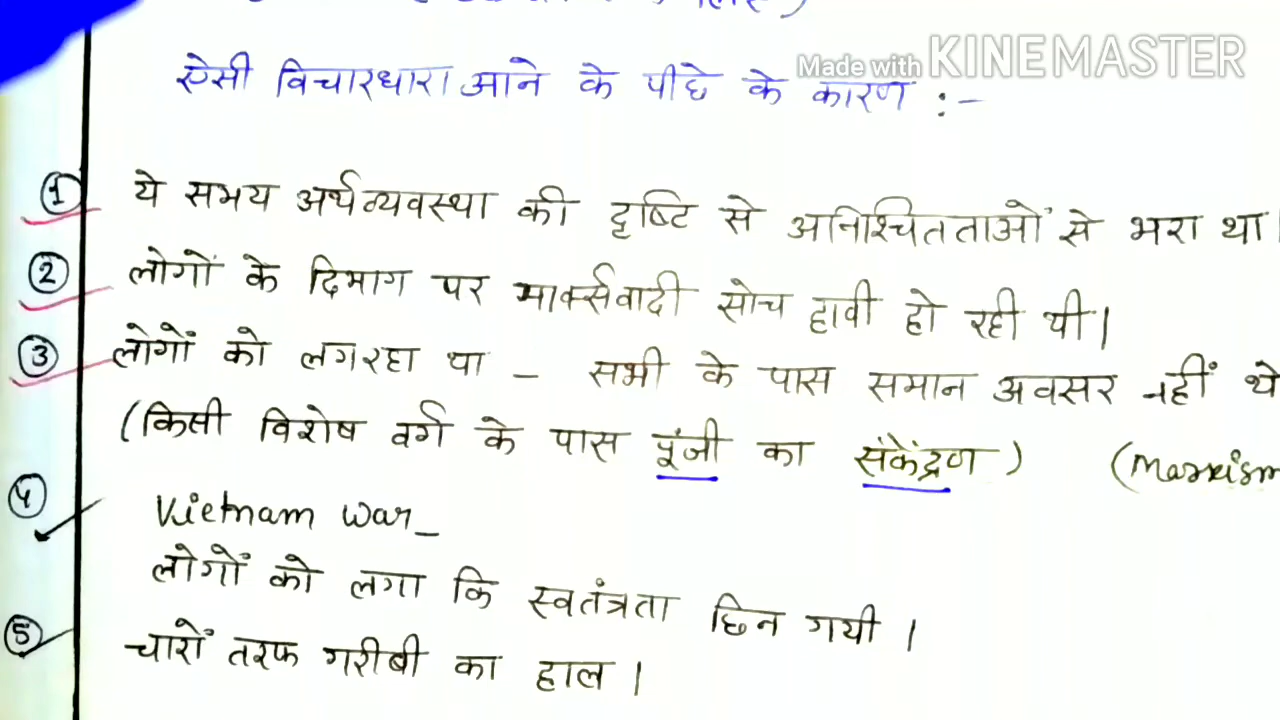 ऐसी विचारधारा आने के पीछे के कारण :-
Made with KINEMASTER
① ये समय अर्थव्यवस्था की दृष्टि से अनिश्चितताओं से भरा था।
② लोगों के दिमाग पर मार्क्सवादी सोच हावी हो रही थी।
③ लोगों को लग रहा था - सभी के पास समान अवसर नहीं थे
(किसी विशेष वर्ग के पास पूंजी का संकेंद्रण) (Marxism
④ Vietnam war_
लोगों को लगा कि स्वतंत्रता छिन गयी।
⑤ चारों तरफ गरीबी का हाल।